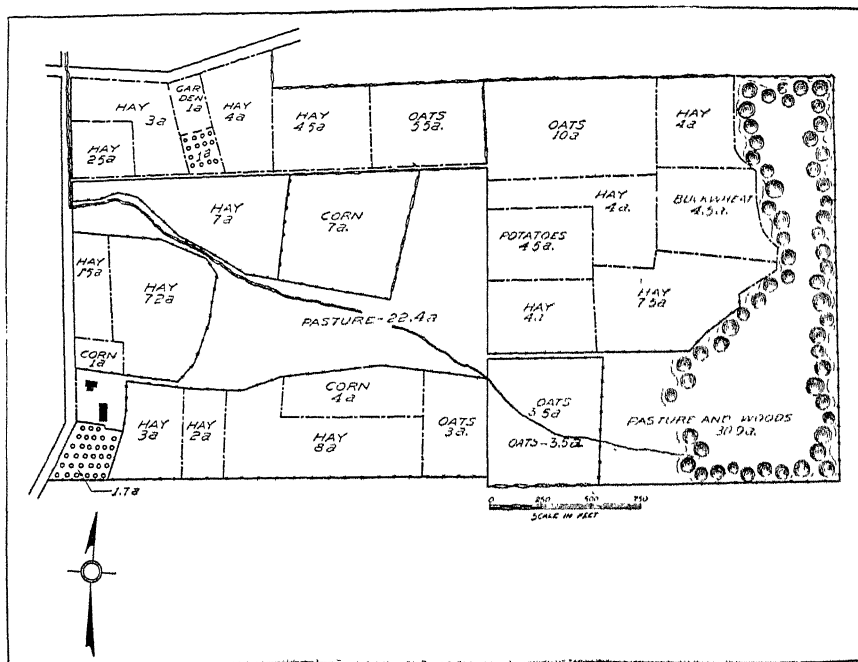 HAY
3a
GAR
DEN
1a
HAY
4a
HAY
4 5a
OATS
5 5a.
OATS
10a
HAY
4a
HAY
2 5a
1a
HAY
7a
CORN
7a.
HAY
4a.
BUCKWHEAT
4.5a.
POTATOES
4 5a
HAY
1 5a
HAY
7 2a
HAY
7 5a
HAY
PASTURE-22.4a
CORN
1a
CORN
4a
HAY
3a
HAY
2a
HAY
8a
OATS
3a.
OATS
3 5a
OATS-3.5a
PASTURE AND WOODS
30 9a.
1.7a
0 250 500 750
SCALE IN FEET